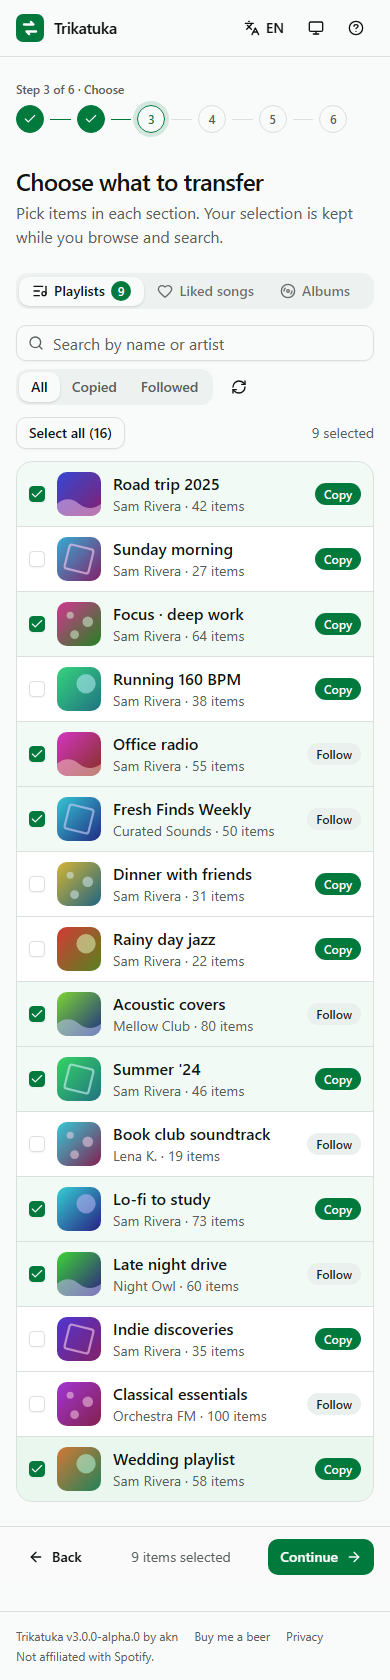 Trikatuka EN
Step 3 of 6 · Choose
3 4 5 6
Choose what to transfer
Pick items in each section. Your selection is kept
while you browse and search.
Playlists 9 Liked songs Albums
Search by name or artist
All Copied Followed
Select all (16) 9 selected
Road trip 2025
Sam Rivera · 42 items
Copy
Sunday morning
Sam Rivera · 27 items
Copy
Focus · deep work
Sam Rivera · 64 items
Copy
Running 160 BPM
Sam Rivera · 38 items
Copy
Office radio
Sam Rivera · 55 items
Follow
Fresh Finds Weekly
Curated Sounds · 50 items
Follow
Dinner with friends
Sam Rivera · 31 items
Copy
Rainy day jazz
Sam Rivera · 22 items
Copy
Acoustic covers
Mellow Club · 80 items
Follow
Summer '24
Sam Rivera · 46 items
Copy
Book club soundtrack
Lena K. · 19 items
Follow
Lo-fi to study
Sam Rivera · 73 items
Copy
Late night drive
Night Owl · 60 items
Follow
Indie discoveries
Sam Rivera · 35 items
Copy
Classical essentials
Orchestra FM · 100 items
Follow
Wedding playlist
Sam Rivera · 58 items
Copy
Back 9 items selected Continue
Trikatuka v3.0.0-alpha.0 by akn Buy me a beer Privacy
Not affiliated with Spotify.